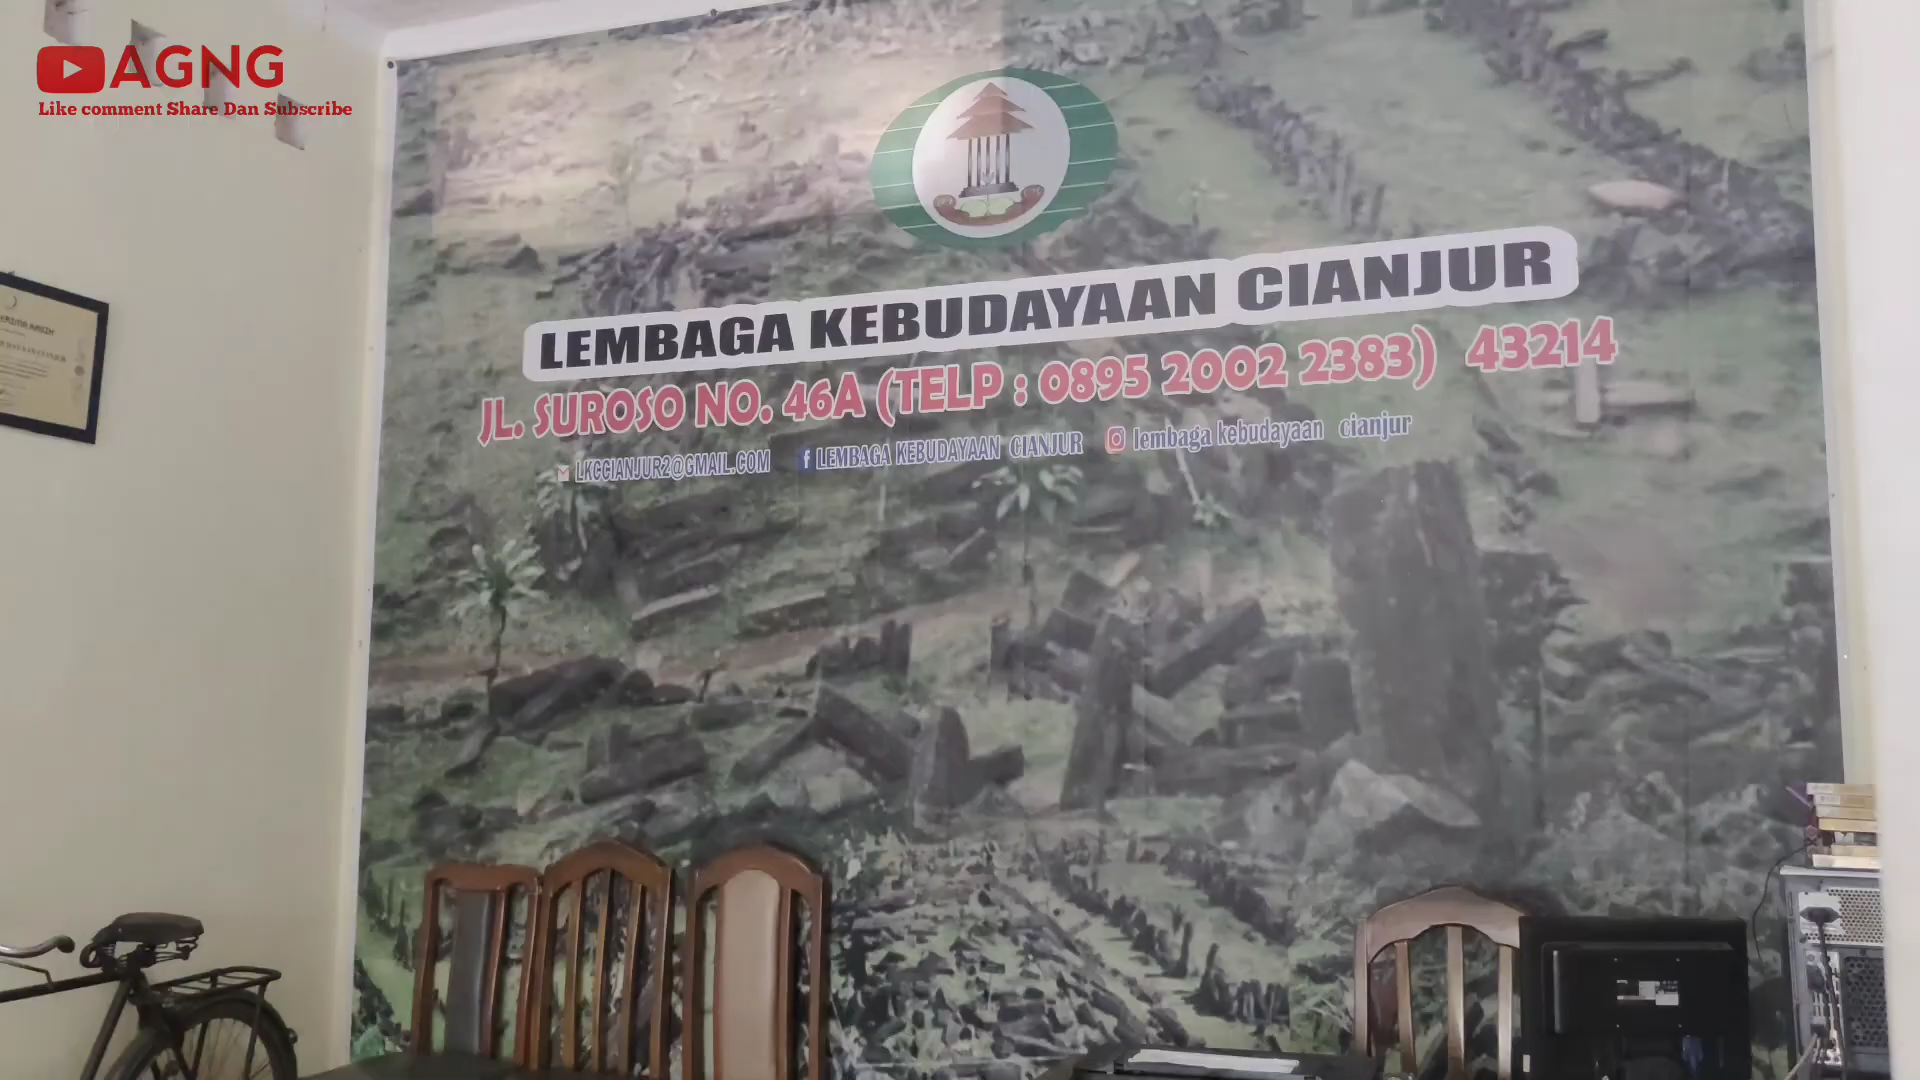 AGNG
Like comment Share Dan Subscribe
LEMBAGA KEBUDAYAAN CIANJUR
JL. SUROSO NO. 46A (TELP : 0895 2002 2383) 43214
LKCCIANJUR2@GMAIL.COM LEMBAGA KEBUDAYAAN CIANJUR lembaga kebudayaan cianjur